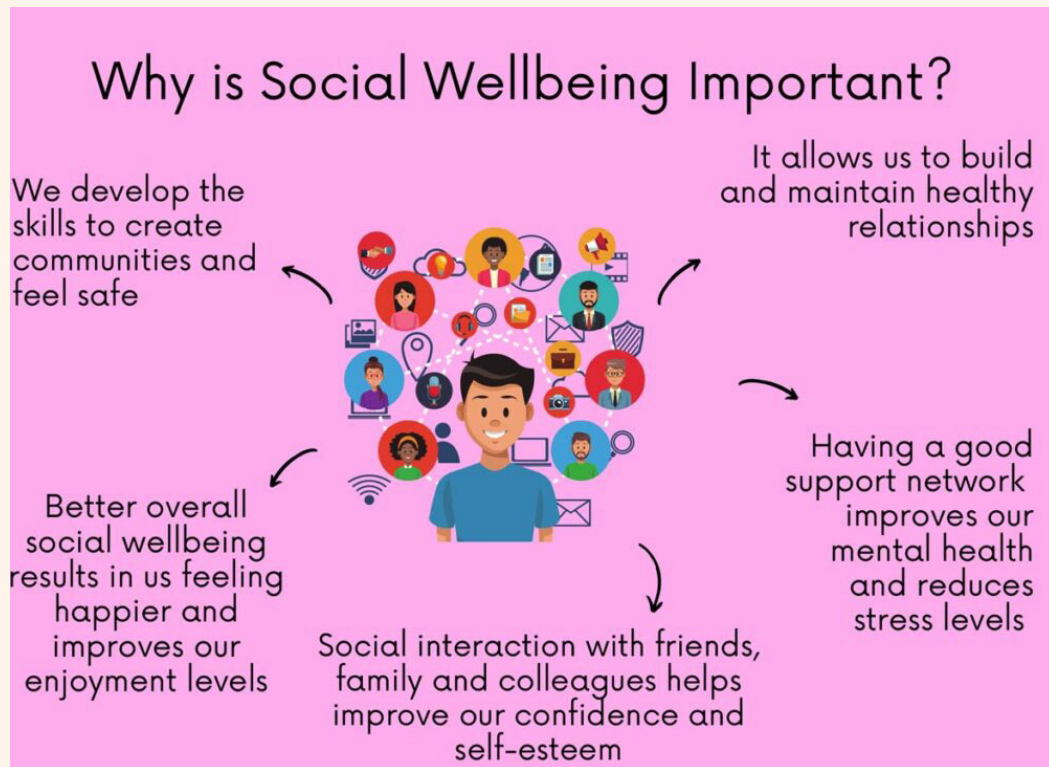 Why is Social Wellbeing Important?
We develop the
skills to create
communities and
feel safe
It allows us to build
and maintain healthy
relationships
Having a good
support network
improves our
mental health
and reduces
stress levels
Better overall
social wellbeing
results in us feeling
happier and
improves our
enjoyment levels
Social interaction with friends,
family and colleagues helps
improve our confidence and
self-esteem